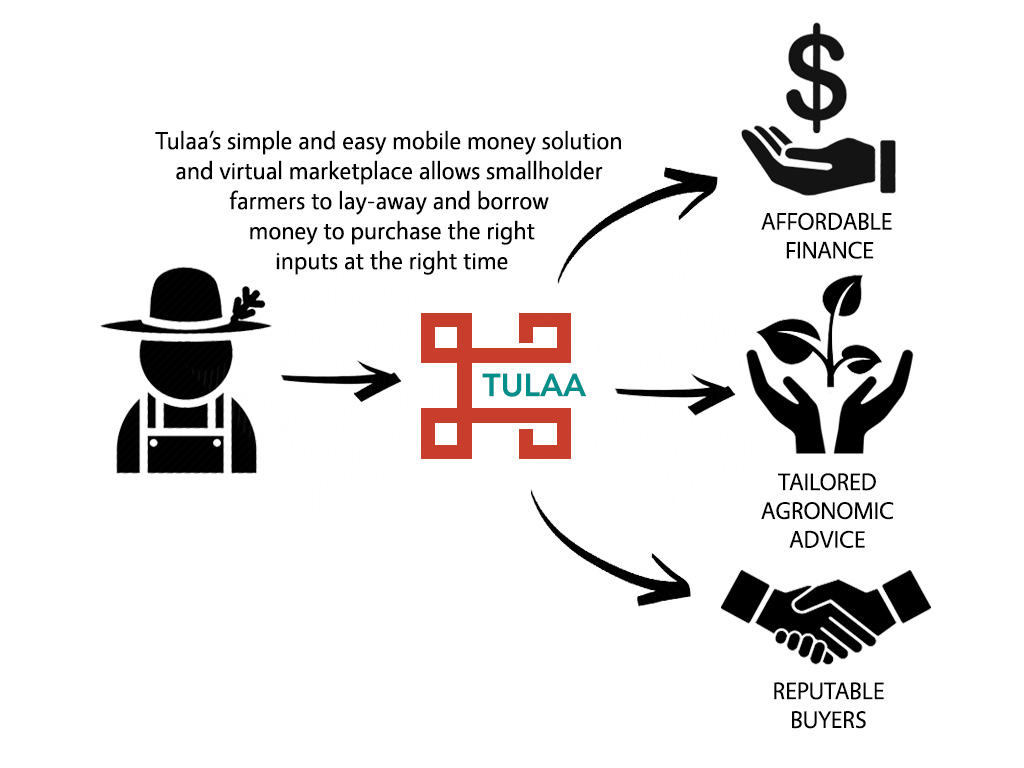 Tulaa’s simple and easy mobile money solution
and virtual marketplace allows smallholder
farmers to lay-away and borrow
money to purchase the right
inputs at the right time
TULAA
AFFORDABLE
FINANCE
TAILORED
AGRONOMIC
ADVICE
REPUTABLE
BUYERS